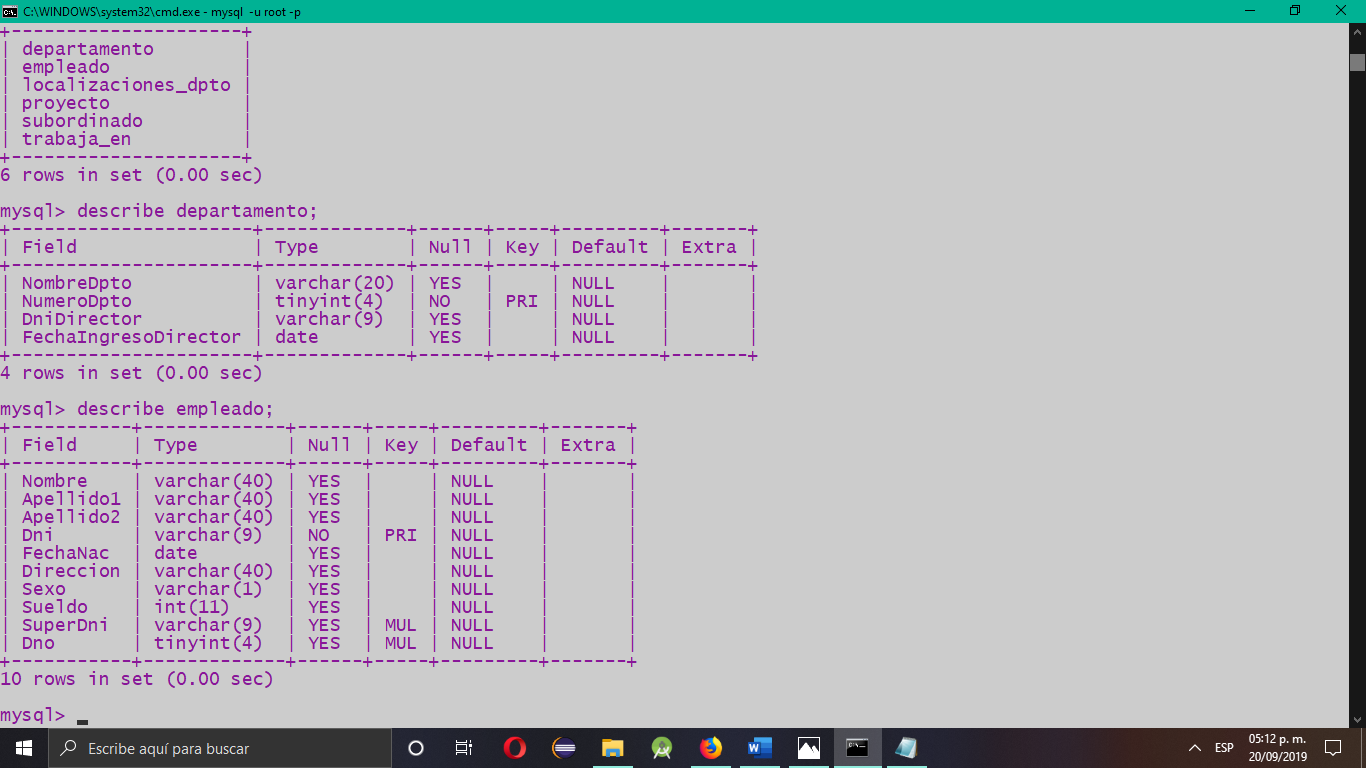 C:\WINDOWS\system32\cmd.exe - mysql -u root -p
+---------------------+
| departamento        |
| empleado            |
| localizaciones_dpto |
| proyecto            |
| subordinado         |
| trabaja_en          |
+---------------------+
6 rows in set (0.00 sec)
mysql> describe departamento;
+----------------------+-------------+------+-----+---------+-------+
| Field                | Type        | Null | Key | Default | Extra |
+----------------------+-------------+------+-----+---------+-------+
| NombreDpto           | varchar(20) | YES  |     | NULL    |       |
| NumeroDpto           | tinyint(4)  | NO   | PRI | NULL    |       |
| DniDirector          | varchar(9)  | YES  |     | NULL    |       |
| FechaIngresoDirector | date        | YES  |     | NULL    |       |
+----------------------+-------------+------+-----+---------+-------+
4 rows in set (0.00 sec)
mysql> describe empleado;
+-----------+-------------+------+-----+---------+-------+
| Field     | Type        | Null | Key | Default | Extra |
+-----------+-------------+------+-----+---------+-------+
| Nombre    | varchar(40) | YES  |     | NULL    |       |
| Apellido1 | varchar(40) | YES  |     | NULL    |       |
| Apellido2 | varchar(40) | YES  |     | NULL    |       |
| Dni       | varchar(9)  | NO   | PRI | NULL    |       |
| FechaNac  | date        | YES  |     | NULL    |       |
| Direccion | varchar(40) | YES  |     | NULL    |       |
| Sexo      | varchar(1)  | YES  |     | NULL    |       |
| Sueldo    | int(11)     | YES  |     | NULL    |       |
| SuperDni  | varchar(9)  | YES  | MUL | NULL    |       |
| Dno       | tinyint(4)  | YES  | MUL | NULL    |       |
+-----------+-------------+------+-----+---------+-------+
10 rows in set (0.00 sec)
mysql> _
Escribe aquí para buscar
ESP
05:12 p. m.
20/09/2019